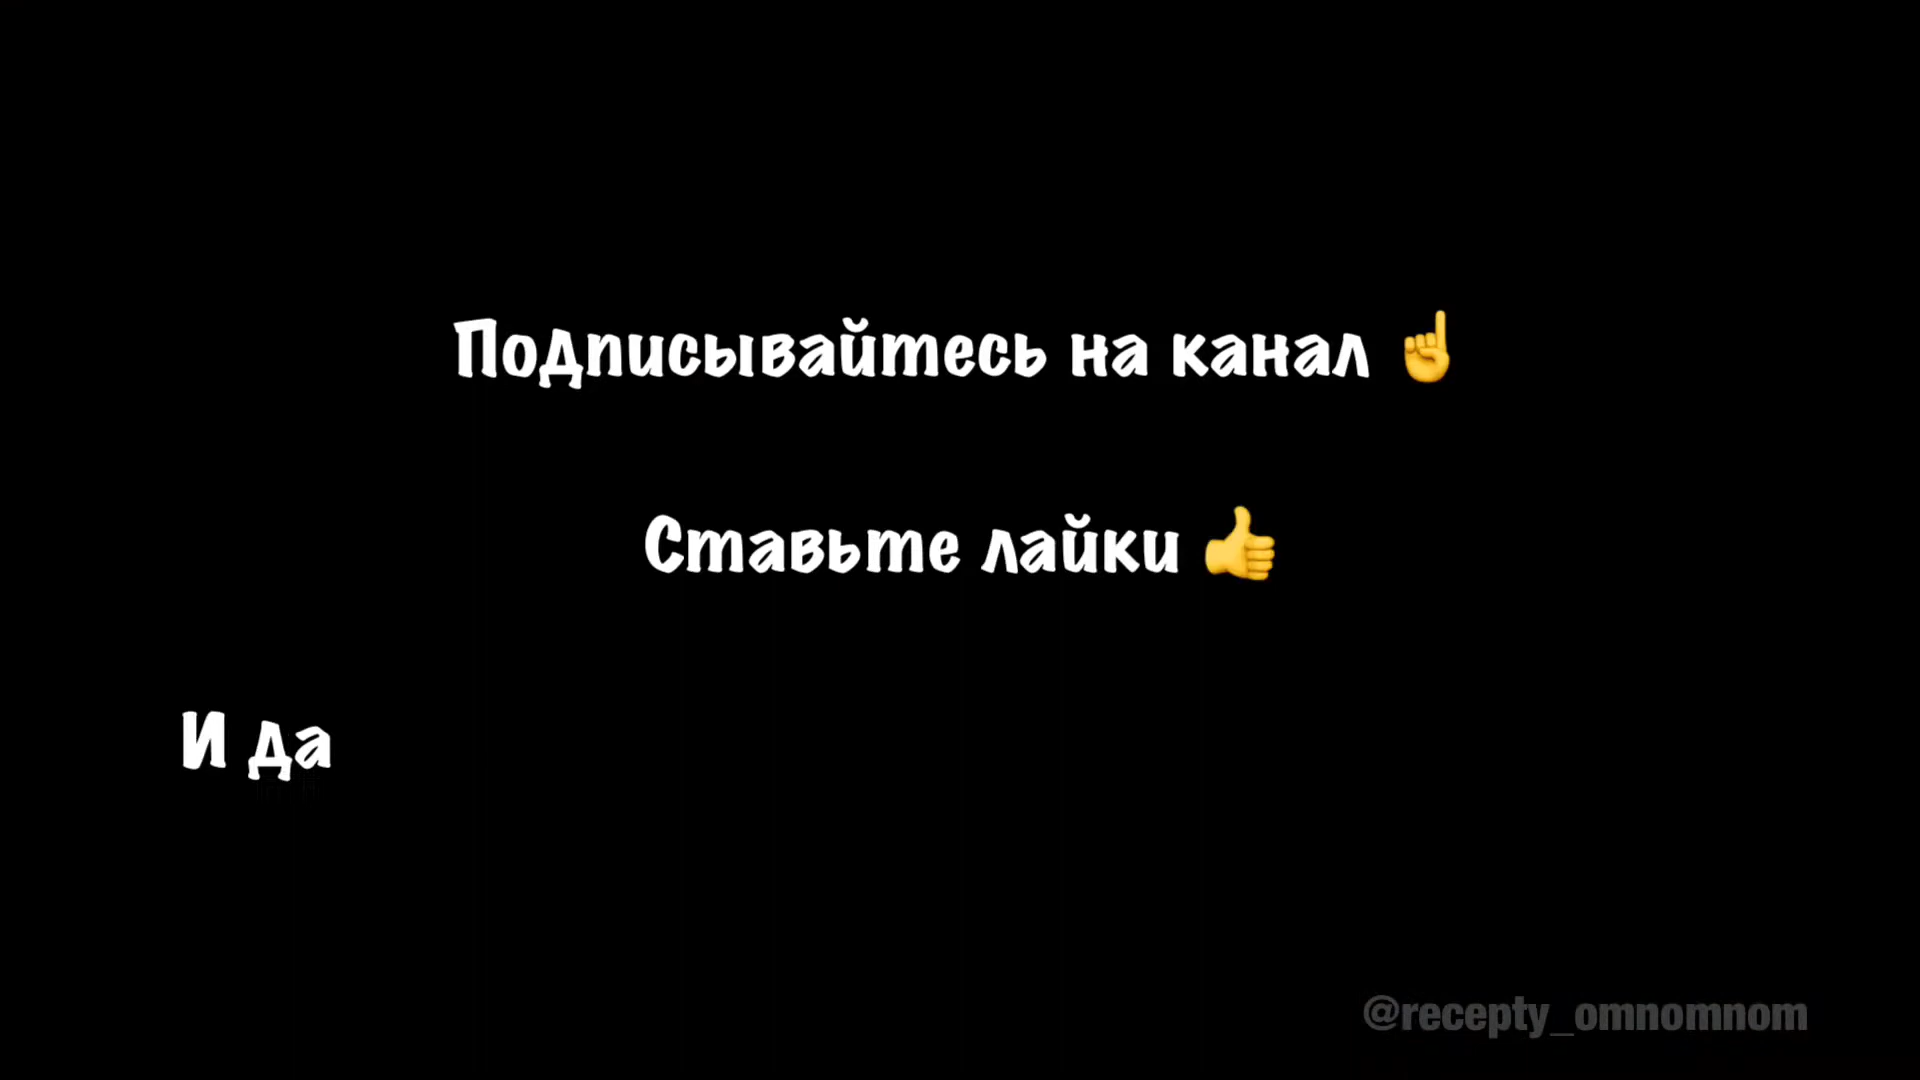 Подписывайтесь на канал ☝️
Ставьте лайки 👍
И да
@recepty_omnomnom